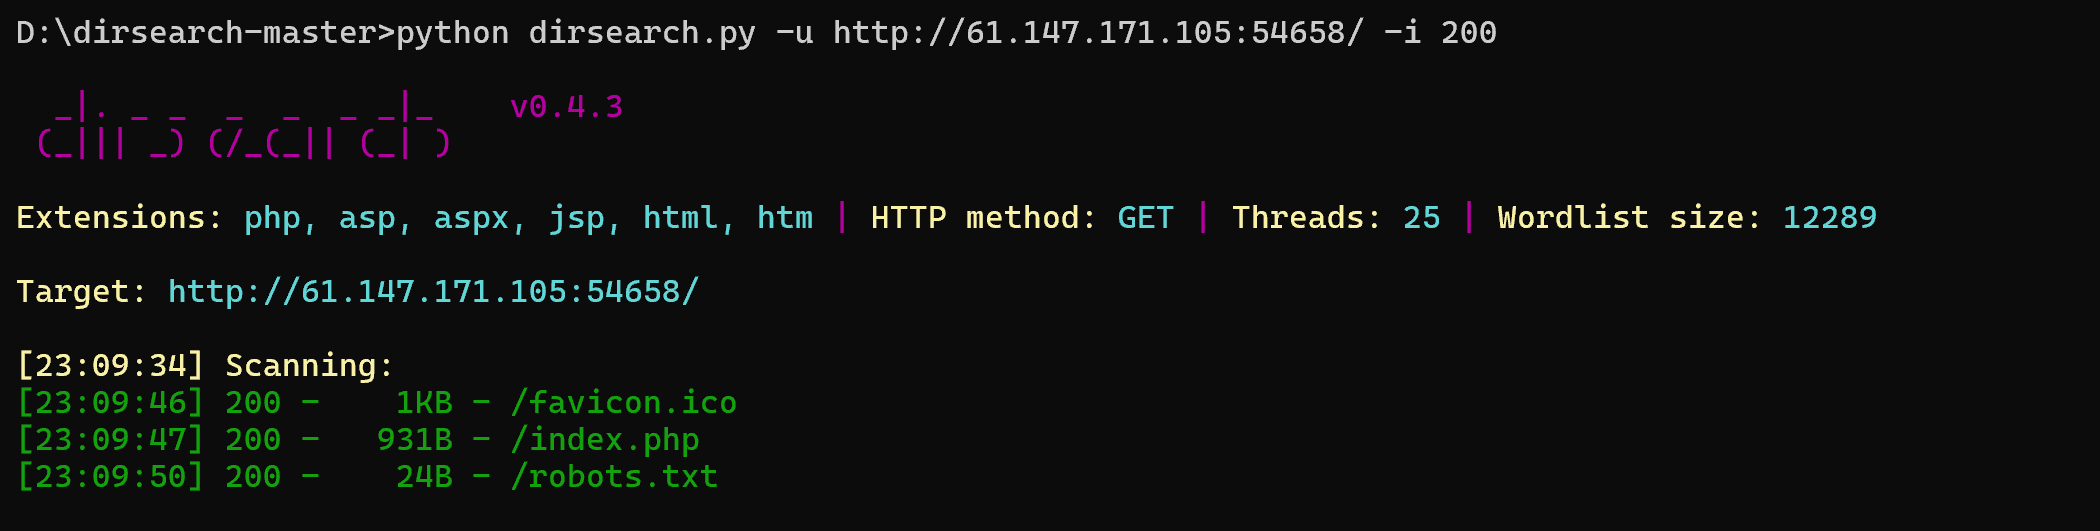 D:\dirsearch-master>python dirsearch.py -u http://61.147.171.105:54658/ -i 200
  _|. _ _  _  _  _ _|_    v0.4.3
 (_||| _) (/_(_|| (_| )
Extensions: php, asp, aspx, jsp, html, htm | HTTP method: GET | Threads: 25 | Wordlist size: 12289
Target: http://61.147.171.105:54658/
[23:09:34] Scanning:
[23:09:46] 200 -    1KB - /favicon.ico
[23:09:47] 200 -   931B - /index.php
[23:09:50] 200 -    24B - /robots.txt